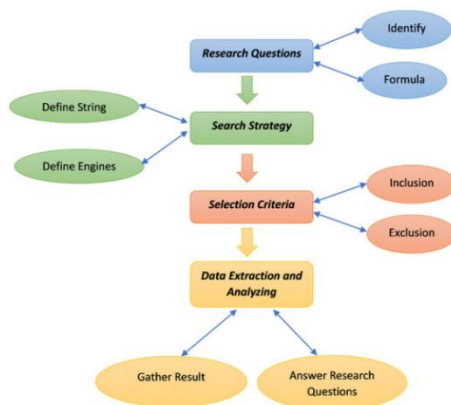 Identify
Research Questions
Formula
Define String
Search Strategy
Define Engines
Inclusion
Selection Criteria
Exclusion
Data Extraction and
Analyzing
Gather Result
Answer Research
Questions